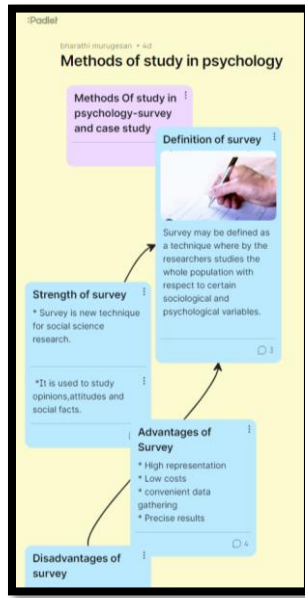 :Padlet
bharathi murugesan • 4d
Methods of study in psychology
Methods Of study in
psychology-survey
and case study
Definition of survey
Survey may be defined as
a technique where by the
researchers studies the
whole population with
respect to certain
sociological and
psychological variables.
3
Strength of survey
* Survey is new technique
for social science
research.
*It is used to study
opinions,attitudes and
social facts.
Advantages of
Survey
* High representation
* Low costs
* convenient data
gathering
* Precise results
4
Disadvantages of
survey